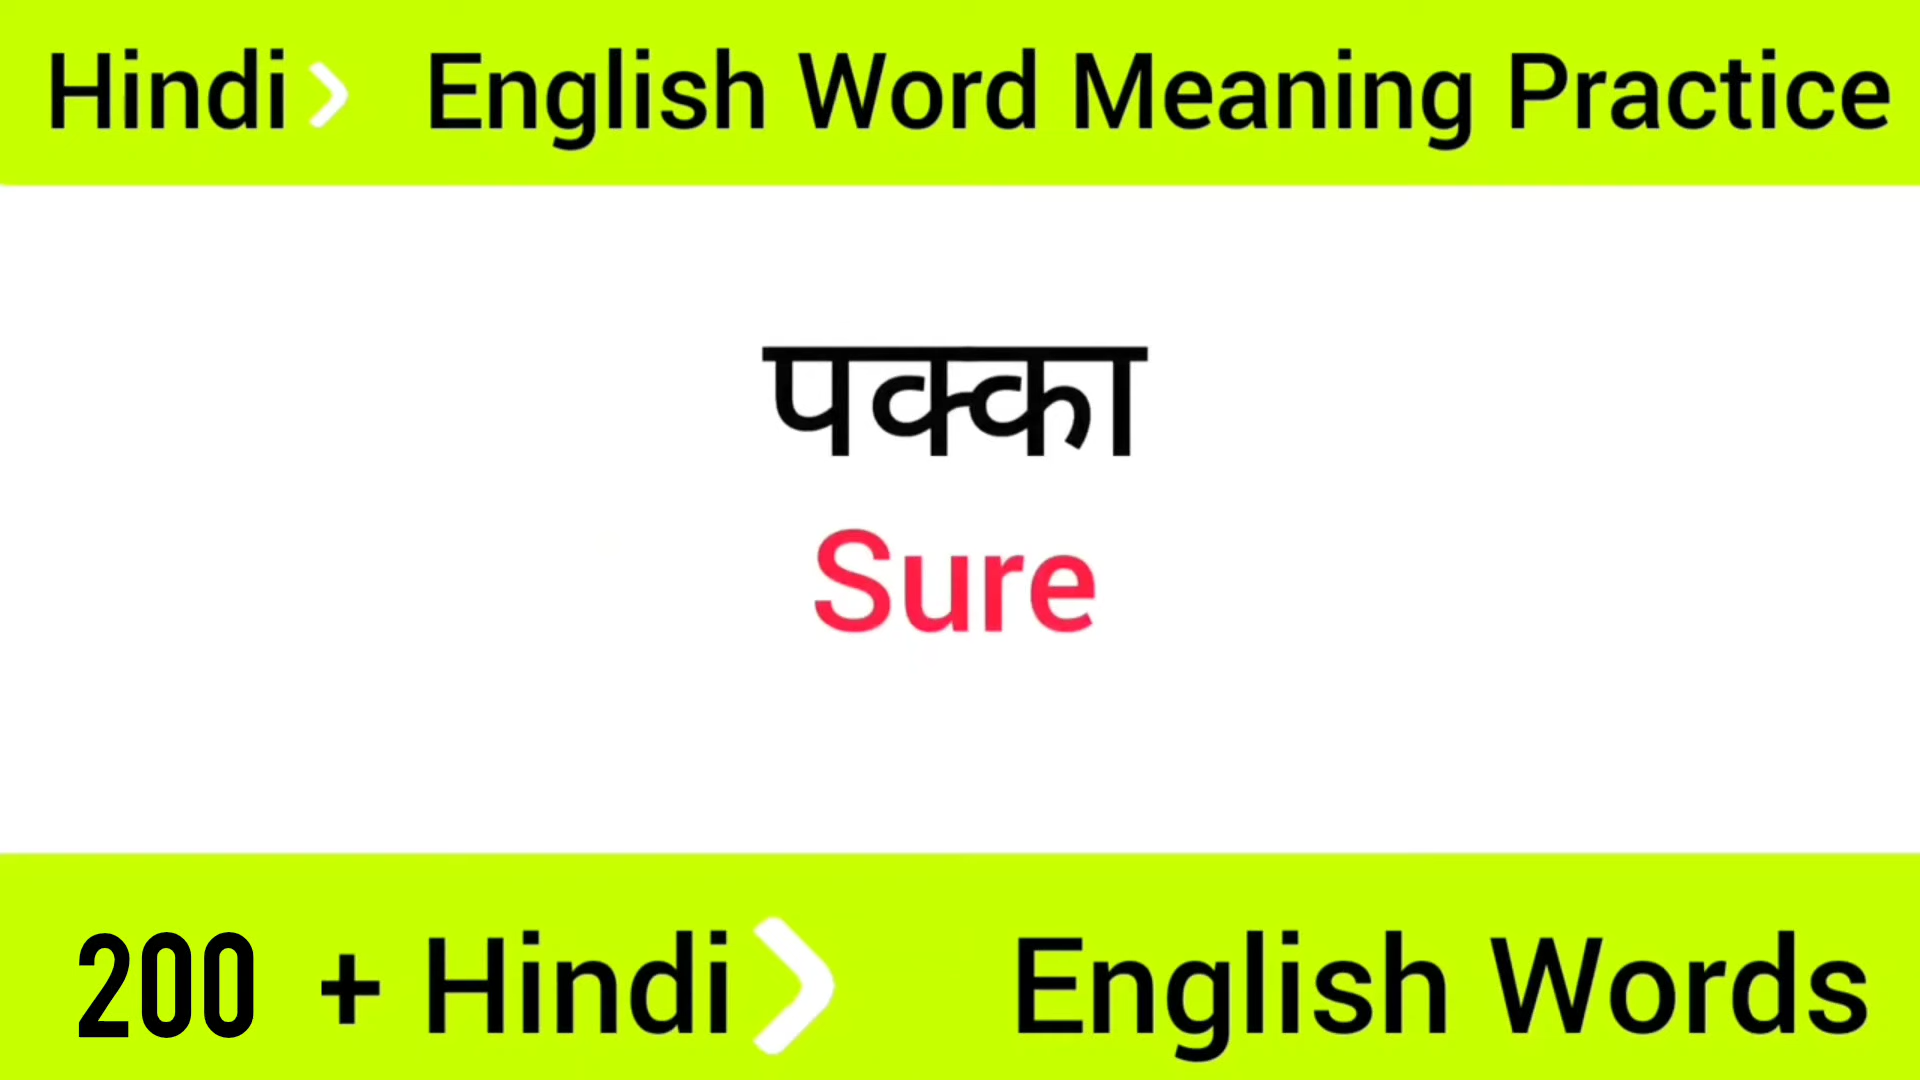 Hindi > English Word Meaning Practice
पक्का
Sure
200 + Hindi > English Words